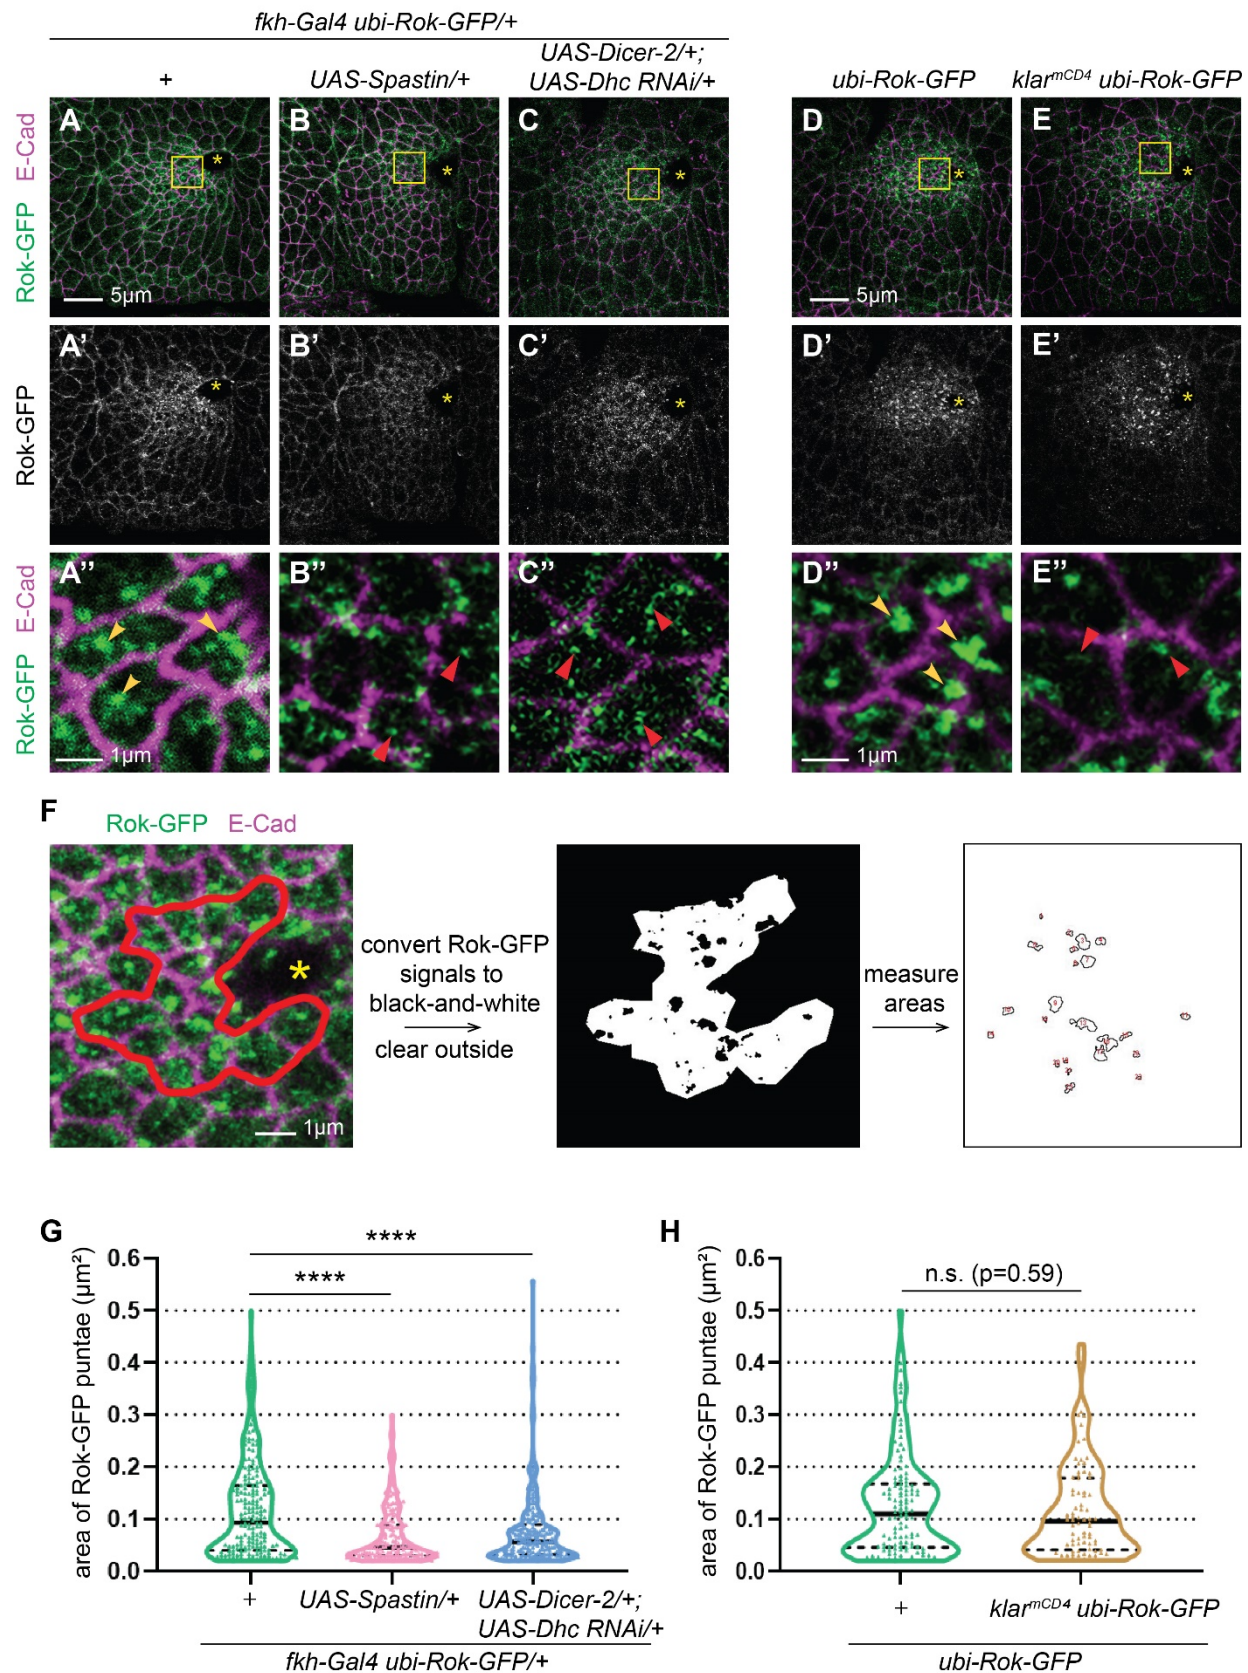 fkh-Gal4 ubi-Rok-GFP/+
+
UAS-Spastin/+
UAS-Dicer-2/+;
UAS-Dhc RNAi/+
ubi-Rok-GFP
klar^mCD4 ubi-Rok-GFP
Rok-GFP E-Cad
A
*
5µm
B
*
C
*
D
*
5µm
E
*
Rok-GFP
A’
*
B’
*
C’
*
D’
*
E’
*
Rok-GFP E-Cad
A’’
1µm
B’’
C’’
D’’
1µm
E’’
F
Rok-GFP E-Cad
*
1µm
convert Rok-GFP
signals to
black-and-white
clear outside
measure
areas
G
area of Rok-GFP puntae (µm²)
0.6
0.5
0.4
0.3
0.2
0.1
0.0
****
****
+
UAS-Spastin/+
UAS-Dicer-2/+;
UAS-Dhc RNAi/+
fkh-Gal4 ubi-Rok-GFP/+
H
area of Rok-GFP puntae (µm²)
0.6
0.5
0.4
0.3
0.2
0.1
0.0
n.s. (p=0.59)
+
klar^mCD4 ubi-Rok-GFP
ubi-Rok-GFP